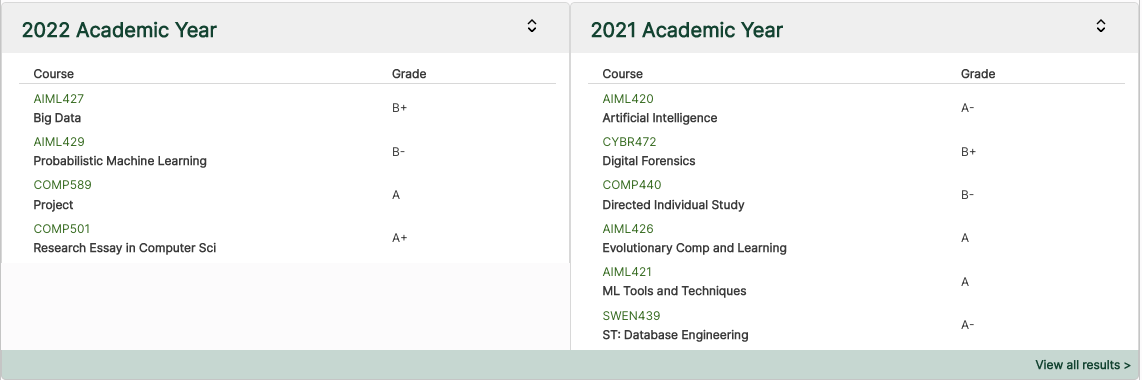 2022 Academic Year
Course Grade
AIML427
Big Data
B+
AIML429
Probabilistic Machine Learning
B-
COMP589
Project
A
COMP501
Research Essay in Computer Sci
A+
2021 Academic Year
Course Grade
AIML420
Artificial Intelligence
A-
CYBR472
Digital Forensics
B+
COMP440
Directed Individual Study
B-
AIML426
Evolutionary Comp and Learning
A
AIML421
ML Tools and Techniques
A
SWEN439
ST: Database Engineering
A-
View all results >